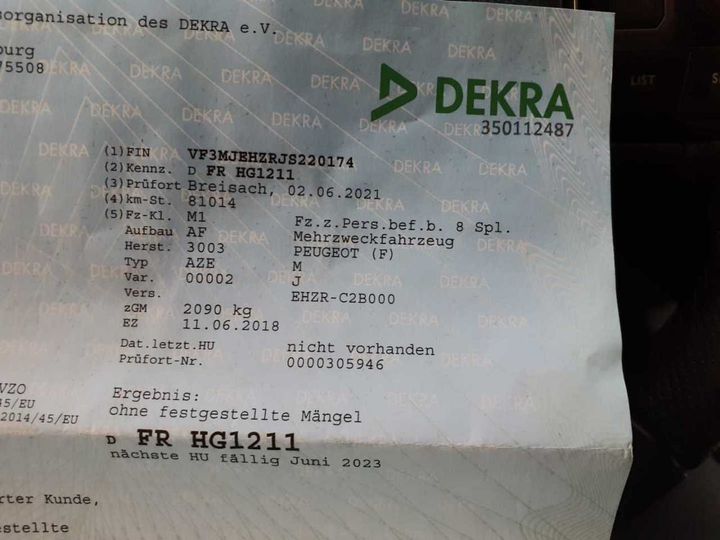 organisation des DEKRA e.V.
burg
75508
DEKRA
350112487
(1) FIN VF3MJEHZRJS220174
(2) Kennz. D FR HG1211
(3) Prüfort Breisach, 02.06.2021
(4) km-St. 81014
(5) Fz-Kl. M1 Fz.z.Pers.bef.b. 8 Spl.
Aufbau AF Mehrzweckfahrzeug
Herst. 3003 PEUGEOT (F)
Typ AZE M
Var. 00002 J
Vers. EHZR-C2B000
zGM 2090 kg
EZ 11.06.2018
Dat.letzt.HU nicht vorhanden
Prüfort-Nr. 0000305946
VZO
45/EU
2014/45/EU
Ergebnis:
ohne festgestellte Mängel
D FR HG1211
nächste HU fällig Juni 2023
rter Kunde,
estellte
LIST